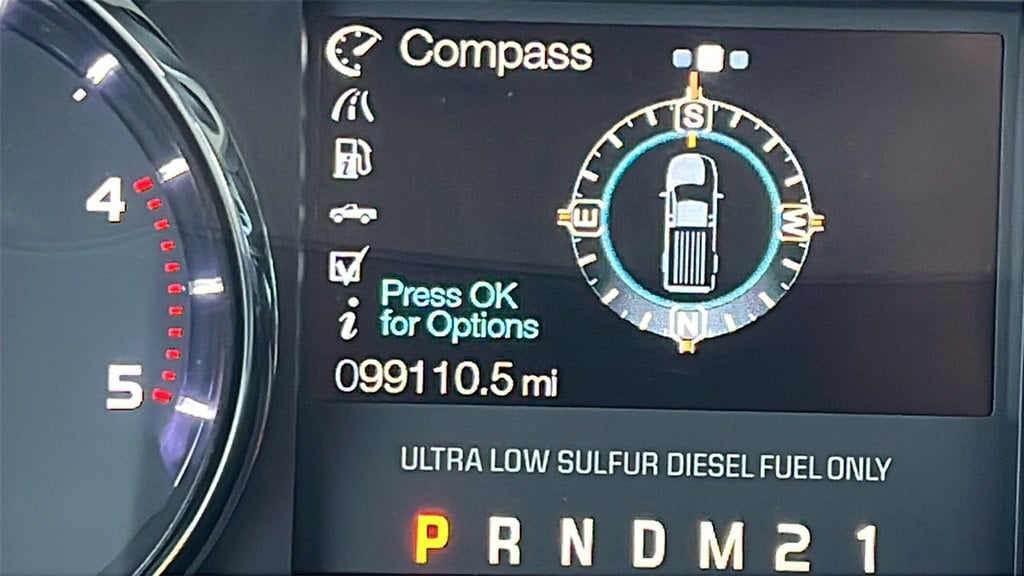 Compass
S
E
W
N
Press OK
for Options
099110.5 mi
4
5
ULTRA LOW SULFUR DIESEL FUEL ONLY
P R N D M 2 1